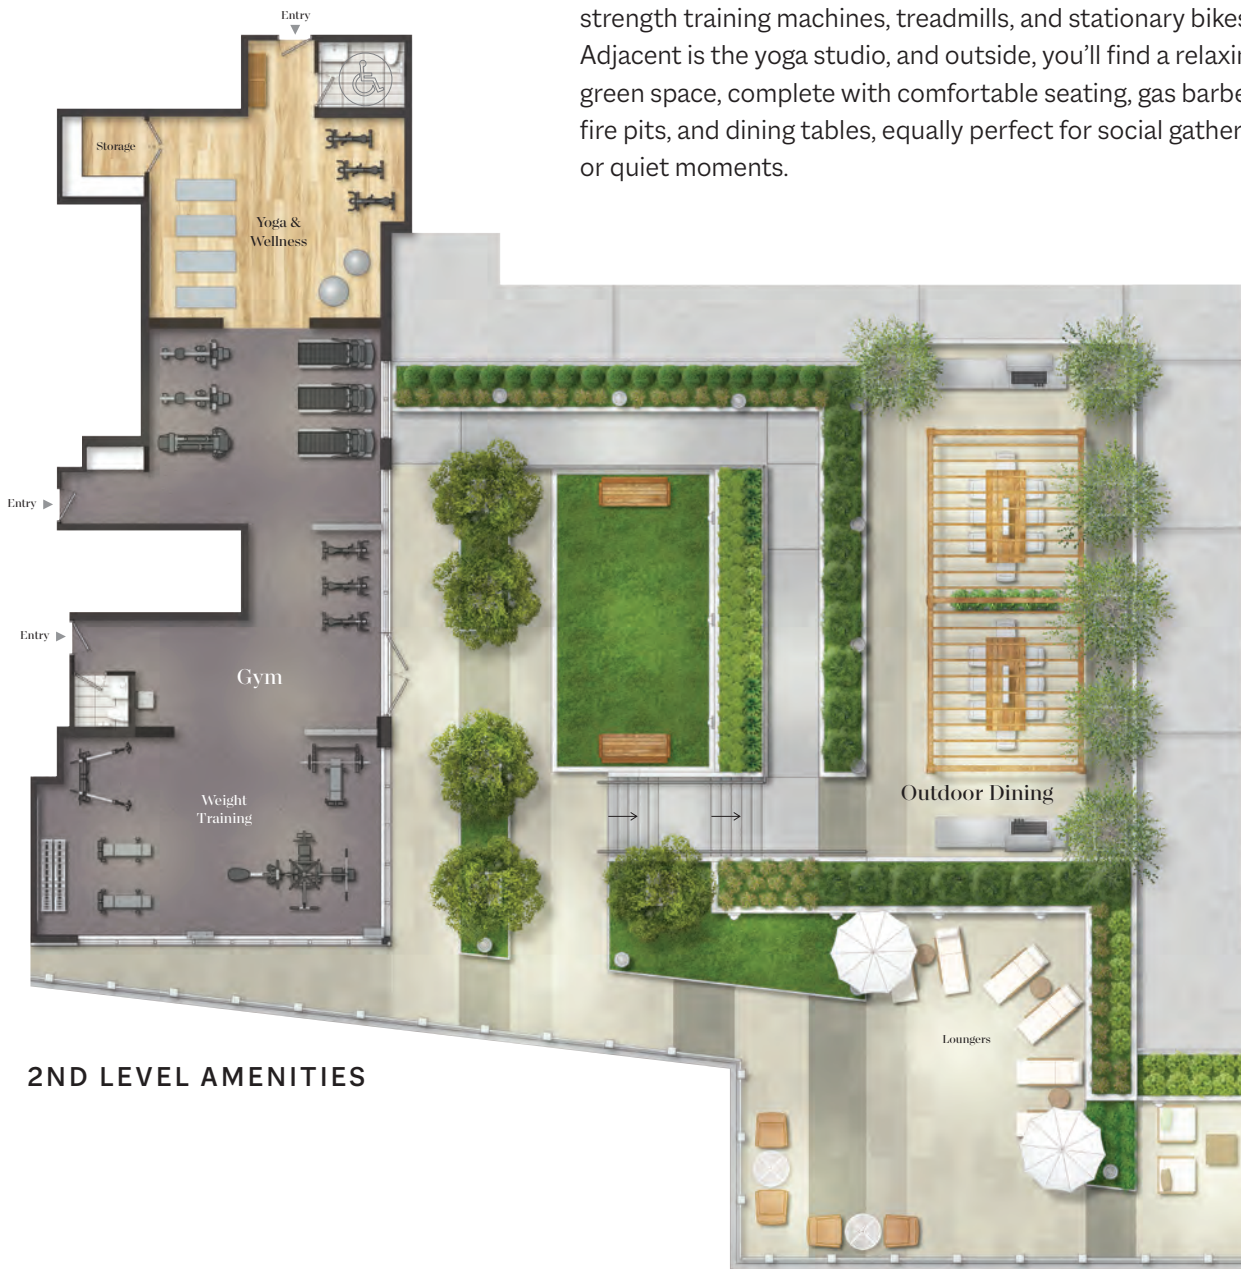 strength training machines, treadmills, and stationary bikes
Adjacent is the yoga studio, and outside, you’ll find a relaxin
green space, complete with comfortable seating, gas barbe
fire pits, and dining tables, equally perfect for social gather
or quiet moments.
Entry
Storage
Yoga &
Wellness
Entry
Entry
Gym
Weight
Training
Outdoor Dining
Loungers
2ND LEVEL AMENITIES